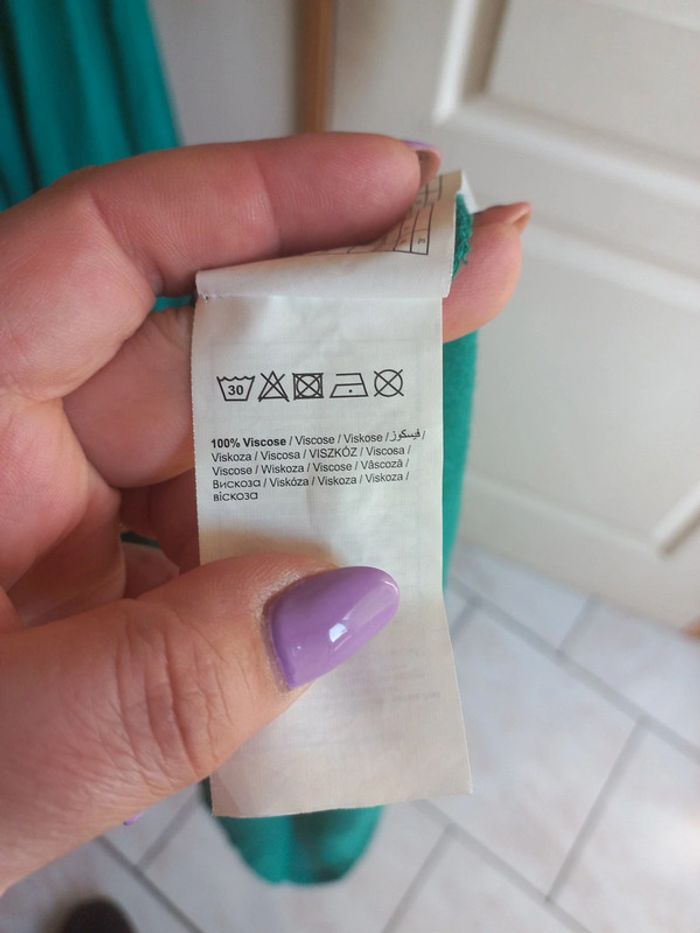 30
100% Viscose / Viscose / Viskose / فيسكوز /
Viskoza / Viscosa / VISZKÓZ / Viscosa /
Viscose / Wiskoza / Viscose / Vâscoză /
Вискоза / Viskóza / Viskoza / Viskoza /
віскоза